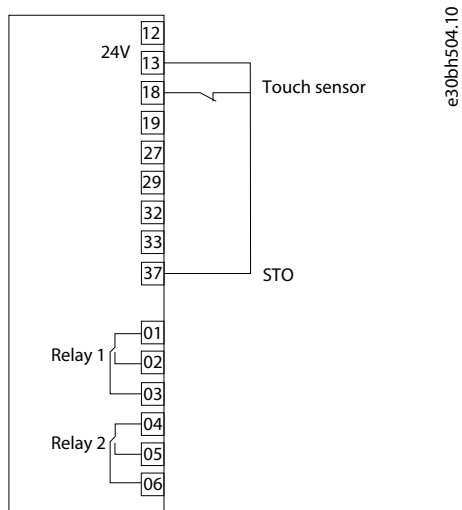 12
24V
13
18
Touch sensor
19
27
29
32
33
37
STO
01
Relay 1
02
03
04
Relay 2
05
06
e30bh504.10